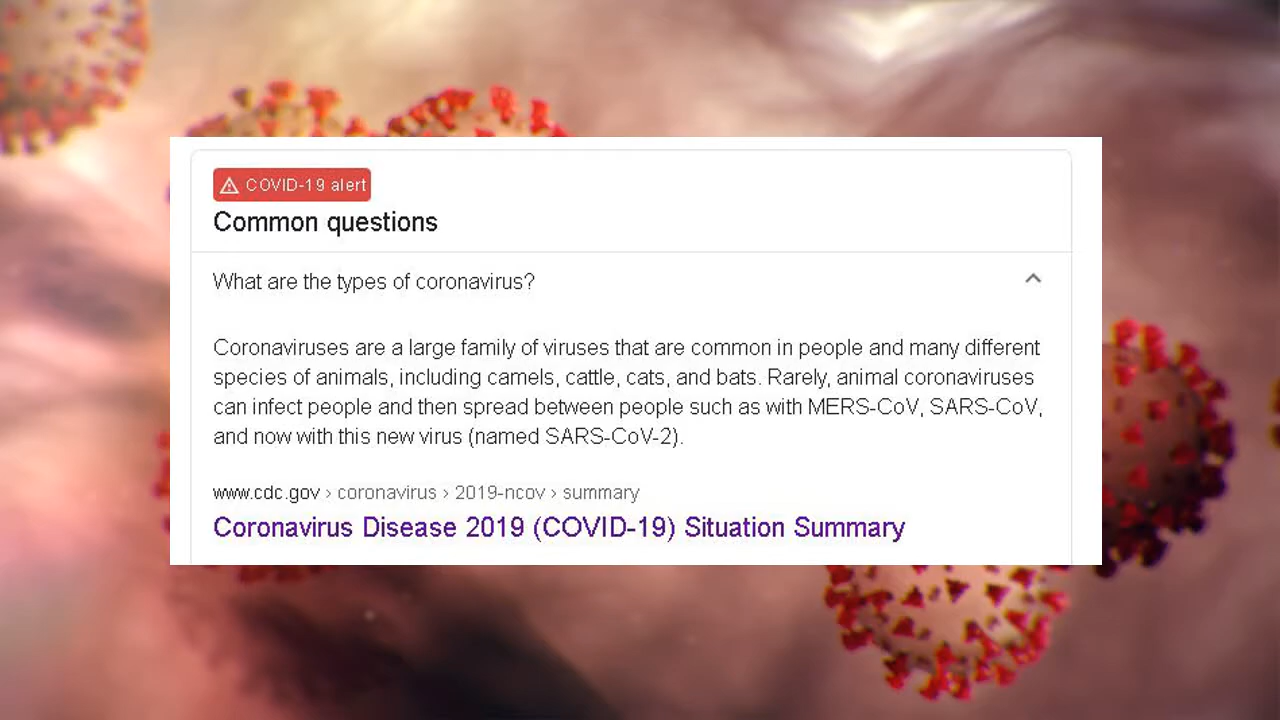 COVID-19 alert
Common questions
What are the types of coronavirus?
Coronaviruses are a large family of viruses that are common in people and many different
species of animals, including camels, cattle, cats, and bats. Rarely, animal coronaviruses
can infect people and then spread between people such as with MERS-CoV, SARS-CoV,
and now with this new virus (named SARS-CoV-2).
www.cdc.gov › coronavirus › 2019-ncov › summary
Coronavirus Disease 2019 (COVID-19) Situation Summary